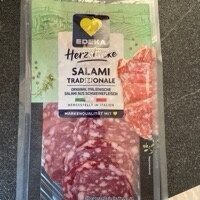 EDEKA
Herzstücke
SALAMI
TRADIZIONALE
ORIGINAL ITALIENISCHE
SALAMI AUS SCHWEINEFLEISCH
HERGESTELLT IN ITALIEN
MARKENQUALITÄT MIT